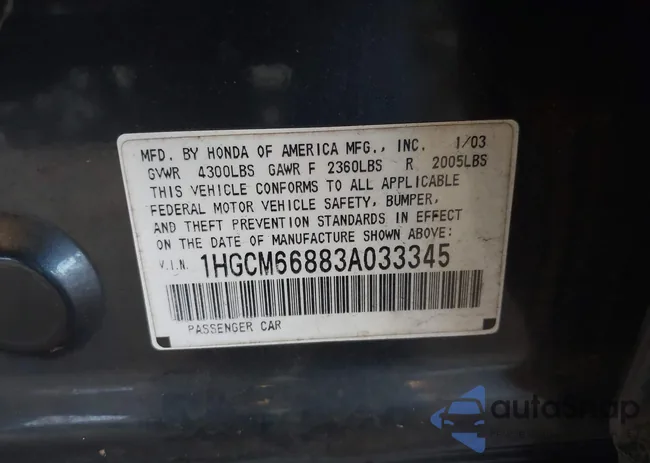 MFD. BY HONDA OF AMERICA MFG., INC. 1/03
GVWR 4300LBS GAWR F 2360LBS R 2005LBS
THIS VEHICLE CONFORMS TO ALL APPLICABLE
FEDERAL MOTOR VEHICLE SAFETY, BUMPER,
AND THEFT PREVENTION STANDARDS IN EFFECT
ON THE DATE OF MANUFACTURE SHOWN ABOVE:
V.I.N. 1HGCM66883A033345
PASSENGER CAR
autosnap